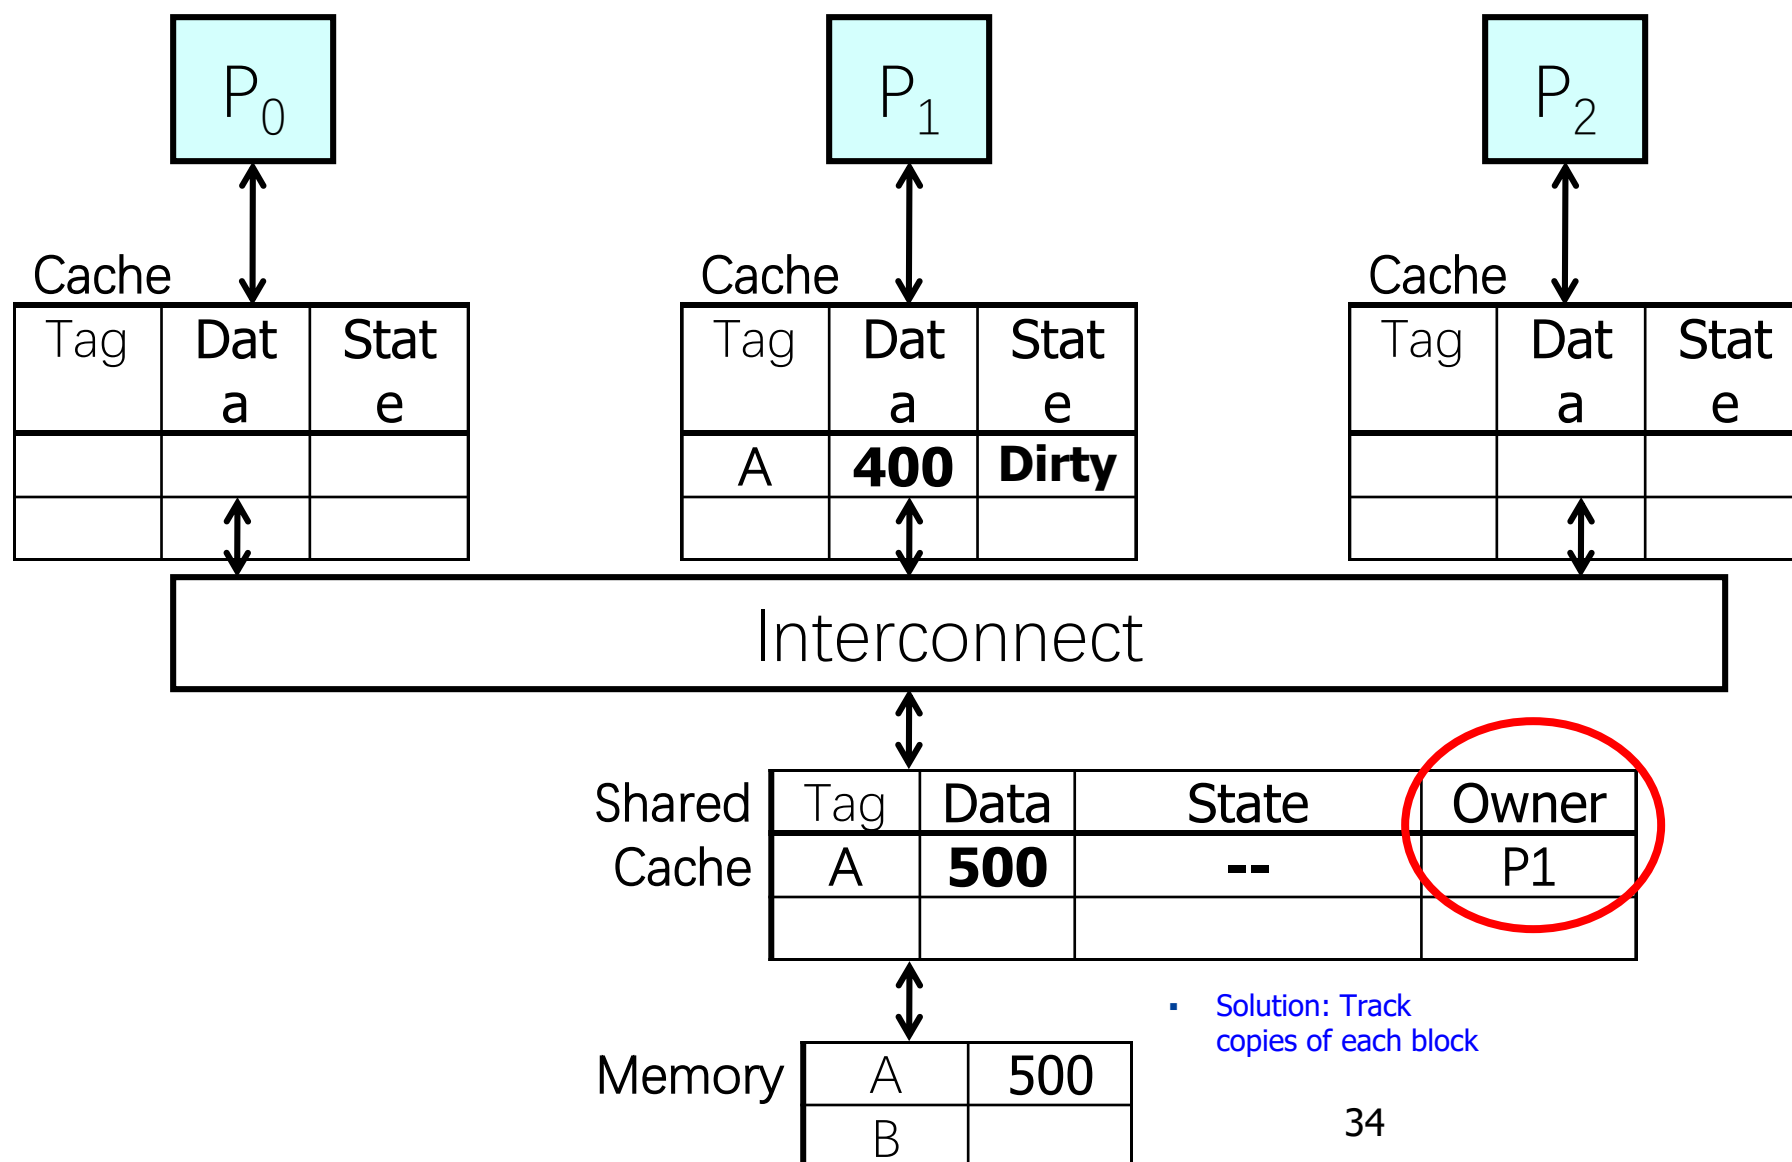 P0 P1 P2
Cache Cache Cache
Tag Dat Stat Tag Dat Stat Tag Dat Stat
a e a e a e
A 400 Dirty
Interconnect
Shared Tag Data State Owner
Cache A 500 -- P1
▪ Solution: Track
copies of each block
Memory A 500
B
34